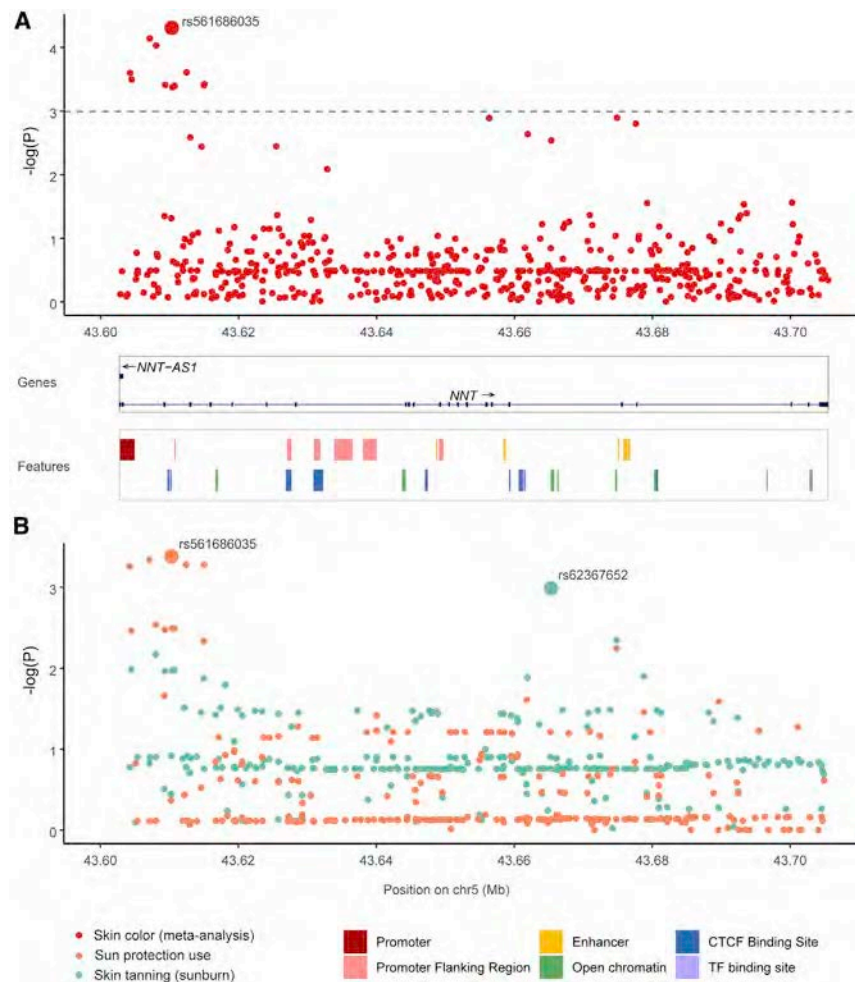 A
rs561686035
4
3
2
1
0
-log(P)
43.60 43.62 43.64 43.66 43.68 43.70
Genes
NNT-AS1
NNT
Features
B
rs561686035
rs62367652
3
2
1
0
-log(P)
43.60 43.62 43.64 43.66 43.68 43.70
Position on chr5 (Mb)
Skin color (meta-analysis)
Sun protection use
Skin tanning (sunburn)
Promoter
Promoter Flanking Region
Enhancer
Open chromatin
CTCF Binding Site
TF binding site